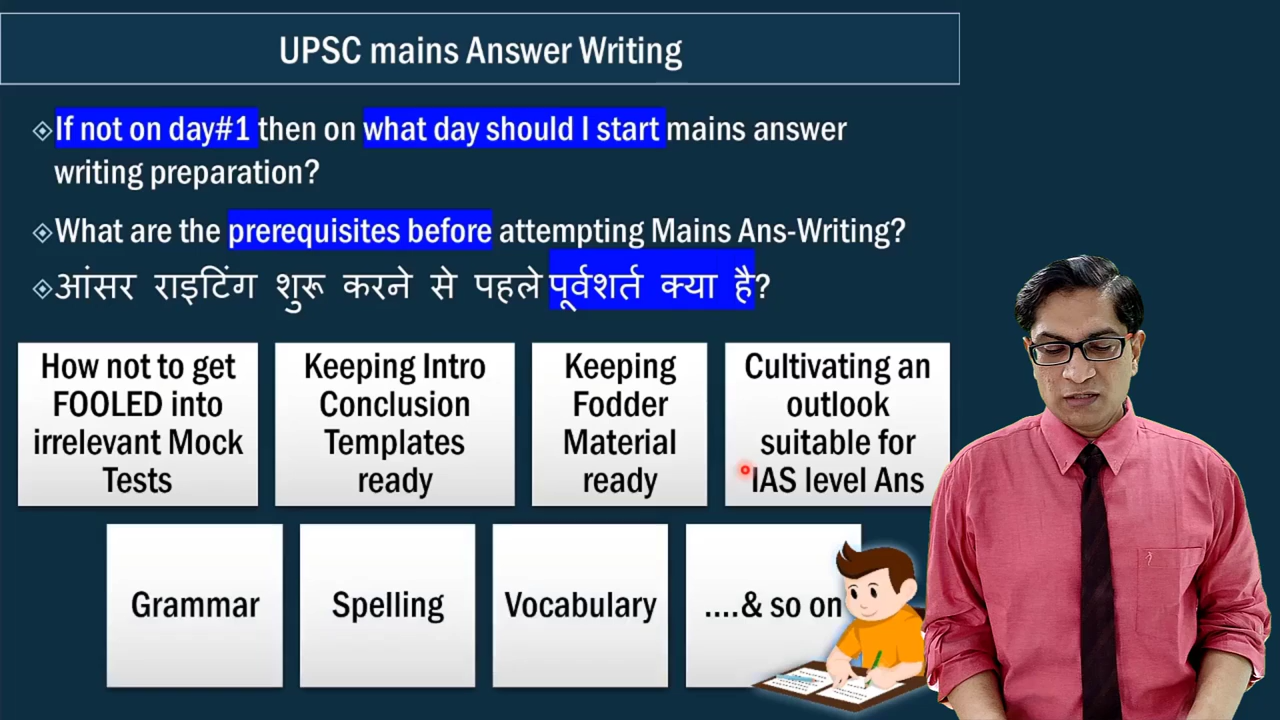 UPSC mains Answer Writing
If not on day#1 then on what day should I start mains answer
writing preparation?
What are the prerequisites before attempting Mains Ans-Writing?
आंसर राइटिंग शुरू करने से पहले पूर्वशर्त क्या है?
How not to get
FOOLED into
irrelevant Mock
Tests
Keeping Intro
Conclusion
Templates
ready
Keeping
Fodder
Material
ready
Cultivating an
outlook
suitable for
IAS level Ans
Grammar
Spelling
Vocabulary
....& so on